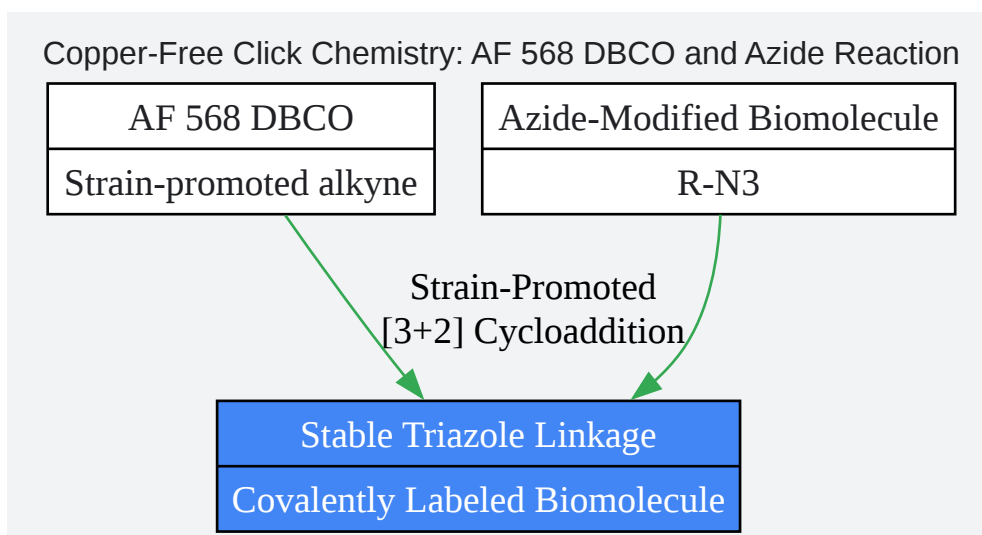 Copper-Free Click Chemistry: AF 568 DBCO and Azide Reaction
AF 568 DBCO
Strain-promoted alkyne
Azide-Modified Biomolecule
R-N3
Strain-Promoted
[3+2] Cycloaddition
Stable Triazole Linkage
Covalently Labeled Biomolecule